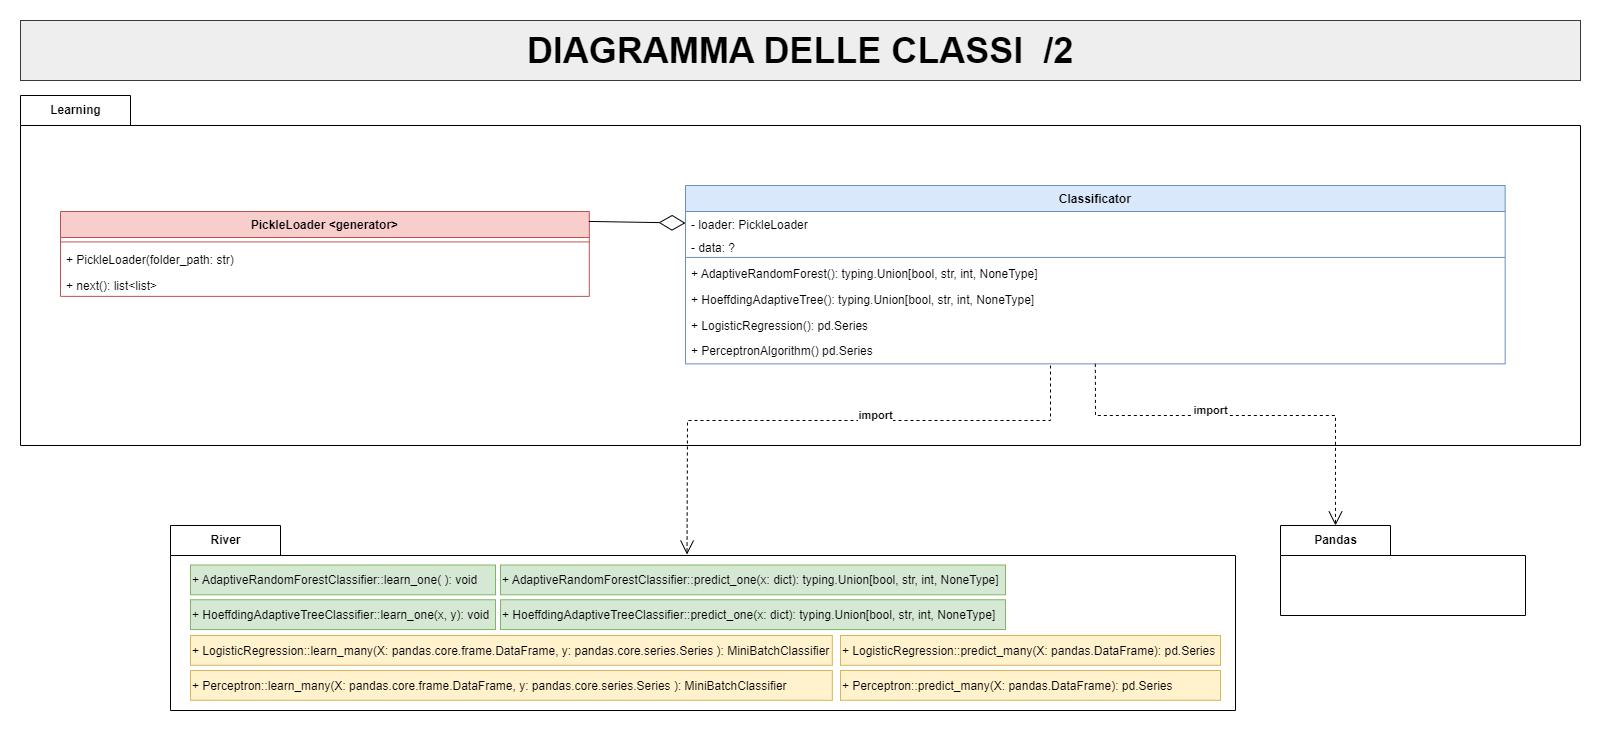 DIAGRAMMA DELLE CLASSI /2
Learning
PickleLoader <generator>
+ PickleLoader(folder_path: str)
+ next(): list<list>
Classificator
- loader: PickleLoader
- data: ?
+ AdaptiveRandomForest(): typing.Union[bool, str, int, NoneType]
+ HoeffdingAdaptiveTree(): typing.Union[bool, str, int, NoneType]
+ LogisticRegression(): pd.Series
+ PerceptronAlgorithm() pd.Series
import
import
River
+ AdaptiveRandomForestClassifier::learn_one( ): void
+ AdaptiveRandomForestClassifier::predict_one(x: dict): typing.Union[bool, str, int, NoneType]
+ HoeffdingAdaptiveTreeClassifier::learn_one(x, y): void
+ HoeffdingAdaptiveTreeClassifier::predict_one(x: dict): typing.Union[bool, str, int, NoneType]
+ LogisticRegression::learn_many(X: pandas.core.frame.DataFrame, y: pandas.core.series.Series ): MiniBatchClassifier
+ LogisticRegression::predict_many(X: pandas.DataFrame): pd.Series
+ Perceptron::learn_many(X: pandas.core.frame.DataFrame, y: pandas.core.series.Series ): MiniBatchClassifier
+ Perceptron::predict_many(X: pandas.DataFrame): pd.Series
Pandas